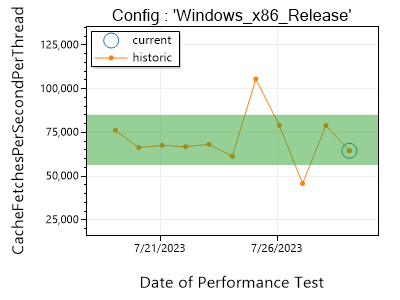 Config : 'Windows_x86_Release'
CacheFetchesPerSecondPerThread
125,000
100,000
75,000
50,000
25,000
current
historic
7/21/2023
7/26/2023
Date of Performance Test